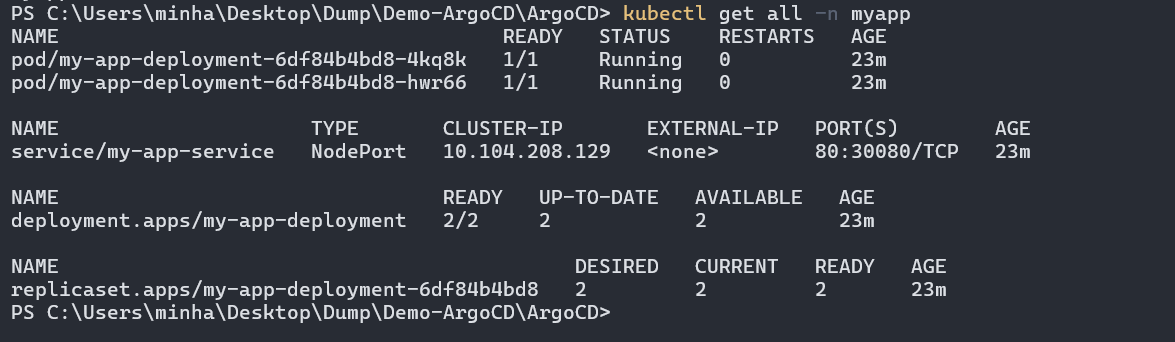 PS C:\Users\minha\Desktop\Dump\Demo-ArgoCD\ArgoCD> kubectl get all -n myapp
NAME READY STATUS RESTARTS AGE
pod/my-app-deployment-6df84b4bd8-4kq8k 1/1 Running 0 23m
pod/my-app-deployment-6df84b4bd8-hwr66 1/1 Running 0 23m
NAME TYPE CLUSTER-IP EXTERNAL-IP PORT(S) AGE
service/my-app-service NodePort 10.104.208.129 <none> 80:30080/TCP 23m
NAME READY UP-TO-DATE AVAILABLE AGE
deployment.apps/my-app-deployment 2/2 2 2 23m
NAME DESIRED CURRENT READY AGE
replicaset.apps/my-app-deployment-6df84b4bd8 2 2 2 23m
PS C:\Users\minha\Desktop\Dump\Demo-ArgoCD\ArgoCD>